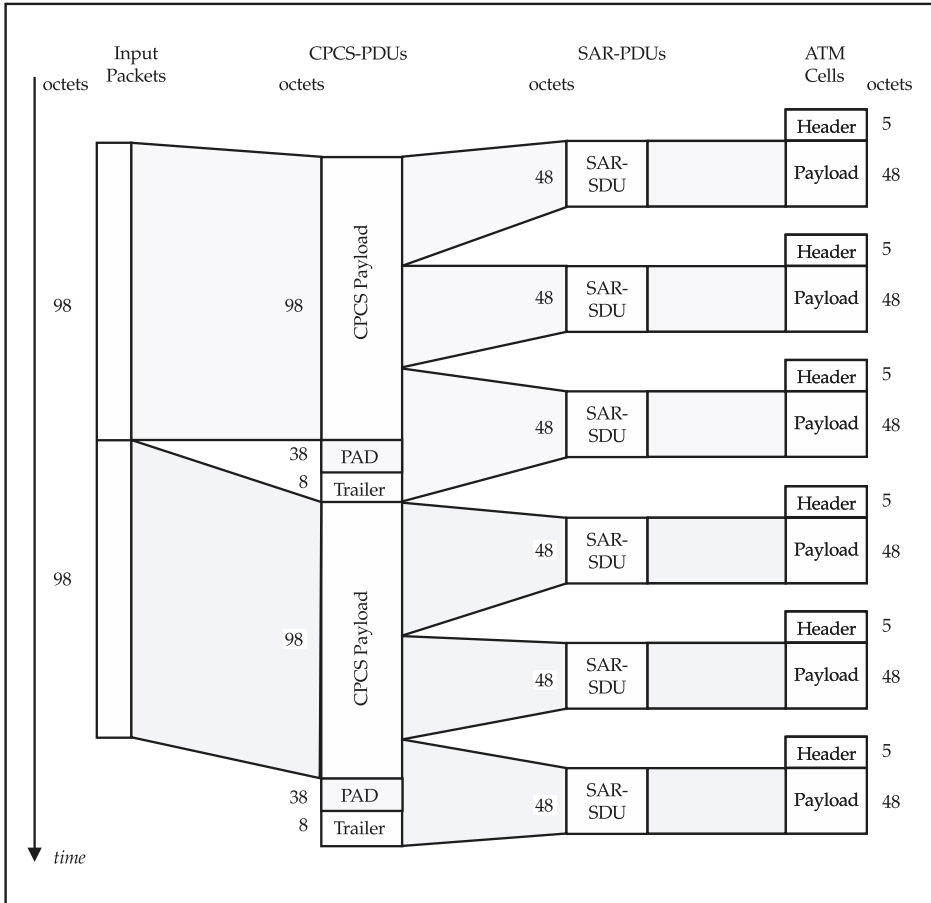 Input
Packets
CPCS-PDUs
SAR-PDUs
ATM
Cells
octets
octets
octets
octets
Header
5
48
SAR-
SDU
Payload
48
Header
5
98
98
CPCS Payload
48
SAR-
SDU
Payload
48
Header
5
48
SAR-
SDU
Payload
48
38
PAD
8
Trailer
Header
5
48
SAR-
SDU
Payload
48
98
98
CPCS Payload
Header
5
48
SAR-
SDU
Payload
48
Header
5
38
PAD
48
SAR-
SDU
Payload
48
8
Trailer
time